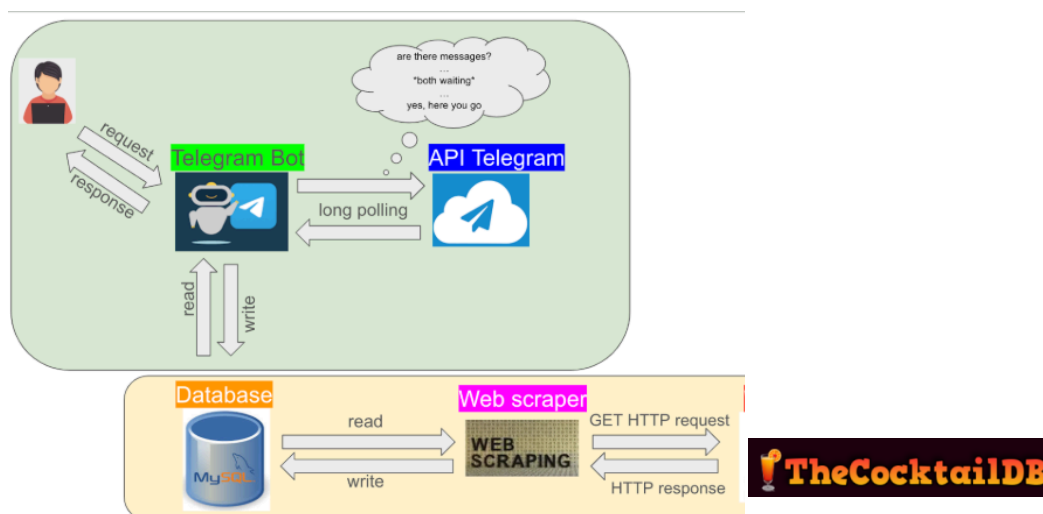 are there messages?
...
*both waiting*
...
yes, here you go
request
response
Telegram Bot
API Telegram
long polling
read
write
Database
Web scraper
read
write
MySQL
WEB
SCRAPING
GET HTTP request
HTTP response
TheCocktailDB